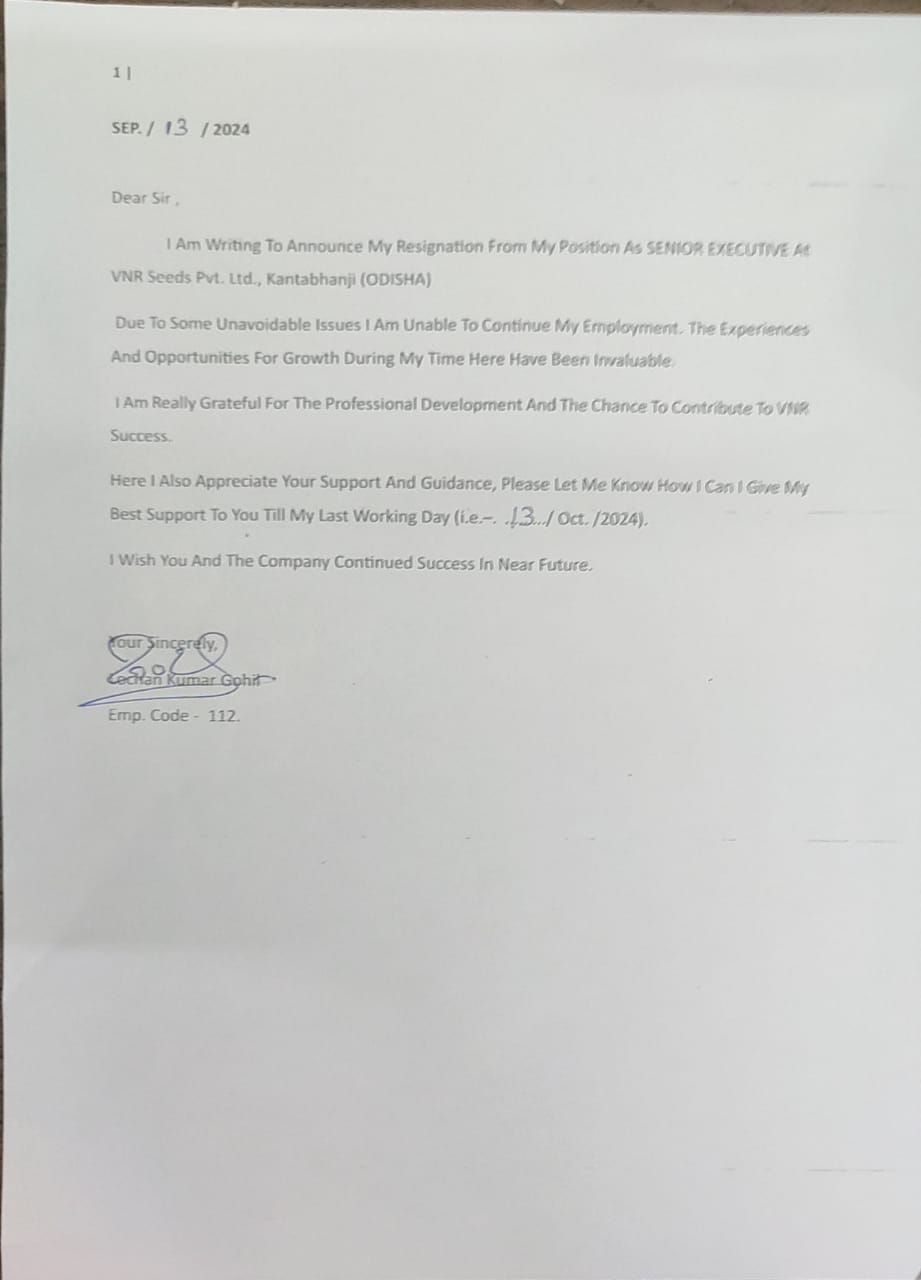 1 |
SEP. / 13 / 2024
Dear Sir ,
I Am Writing To Announce My Resignation From My Position As SENIOR EXECUTIVE At
VNR Seeds Pvt. Ltd., Kantabhanji (ODISHA)
Due To Some Unavoidable Issues I Am Unable To Continue My Employment. The Experiences
And Opportunities For Growth During My Time Here Have Been Invaluable.
I Am Really Grateful For The Professional Development And The Chance To Contribute To VNR
Success.
Here I Also Appreciate Your Support And Guidance, Please Let Me Know How I Can I Give My
Best Support To You Till My Last Working Day (i.e.–. .13.../ Oct. /2024).
I Wish You And The Company Continued Success In Near Future.
Your Sincerely,
Lochan Kumar Gohit
Emp. Code - 112.